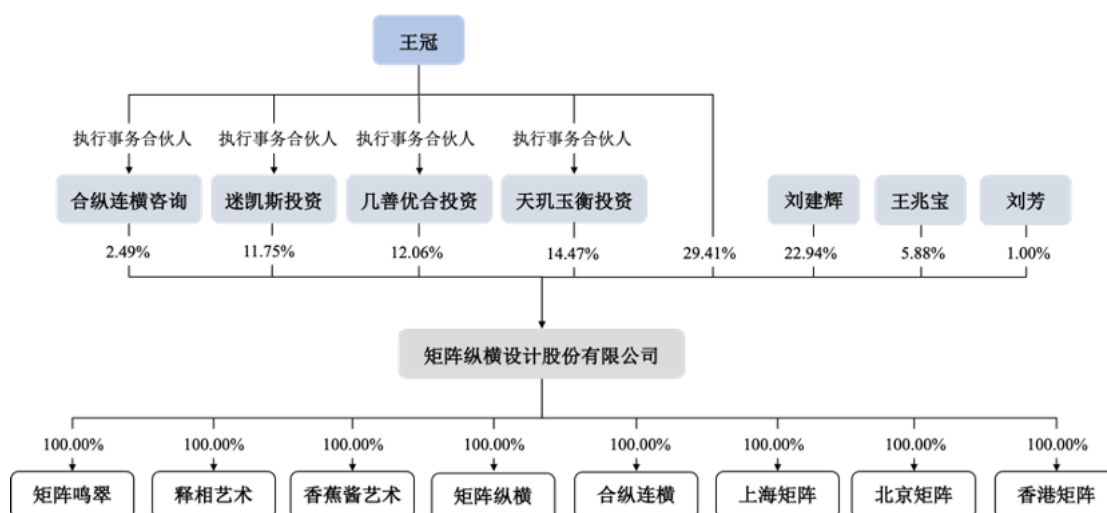 王冠
执行事务合伙人 执行事务合伙人 执行事务合伙人 执行事务合伙人
合纵连横咨询 迷凯斯投资 几善优合投资 天玑玉衡投资 刘建辉 王兆宝 刘芳
2.49% 11.75% 12.06% 14.47% 29.41% 22.94% 5.88% 1.00%
矩阵纵横设计股份有限公司
100.00% 100.00% 100.00% 100.00% 100.00% 100.00% 100.00% 100.00%
矩阵鸣翠 释相艺术 香蕉酱艺术 矩阵纵横 合纵连横 上海矩阵 北京矩阵 香港矩阵